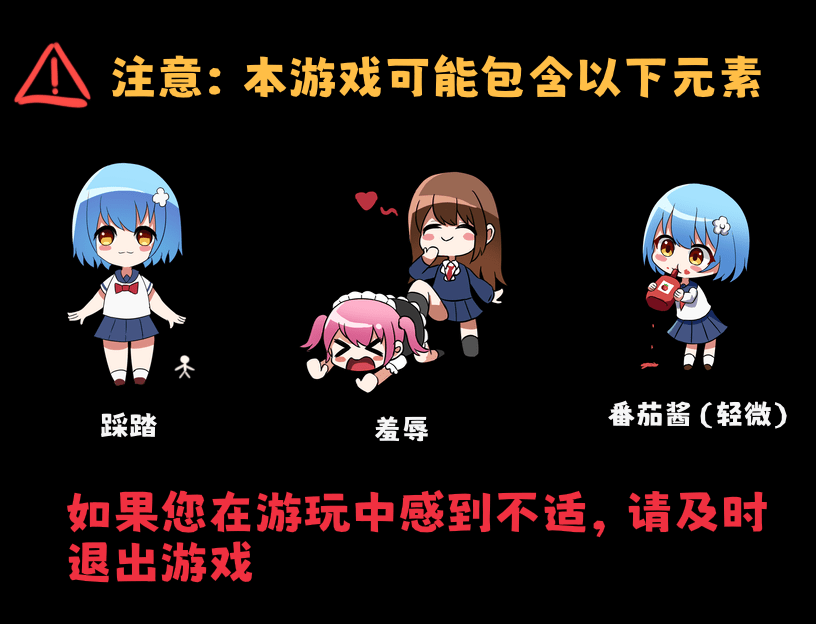 注意：本游戏可能包含以下元素
踩踏
羞辱
番茄酱(轻微)
如果您在游玩中感到不适，请及时
退出游戏